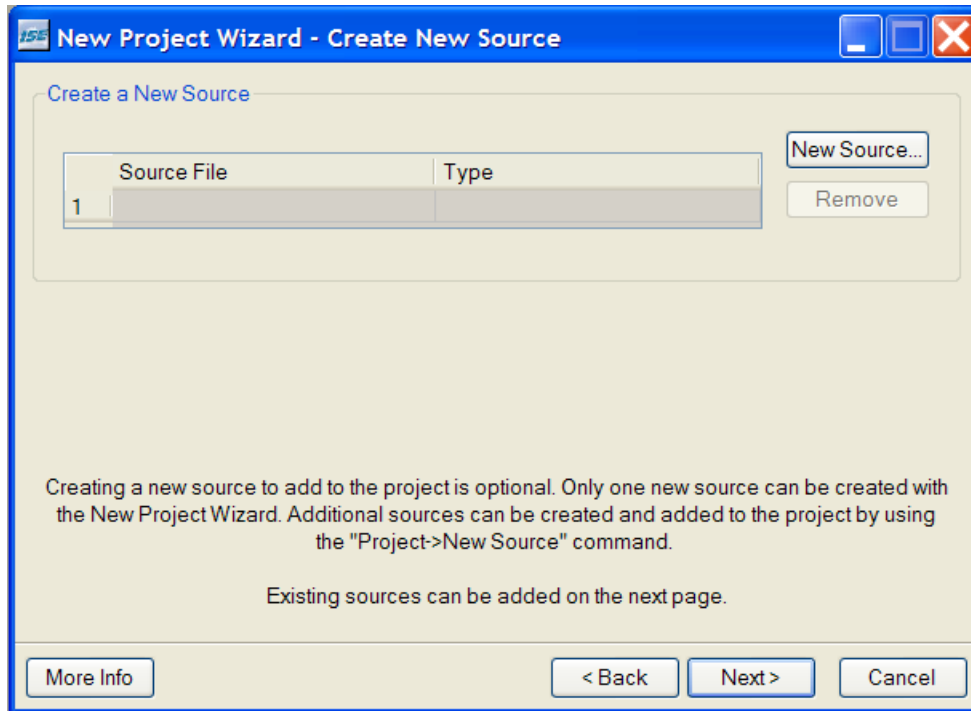 ISE New Project Wizard - Create New Source
Create a New Source
Source File Type
1
New Source...
Remove
Creating a new source to add to the project is optional. Only one new source can be created with
the New Project Wizard. Additional sources can be created and added to the project by using
the "Project->New Source" command.
Existing sources can be added on the next page.
More Info < Back Next > Cancel